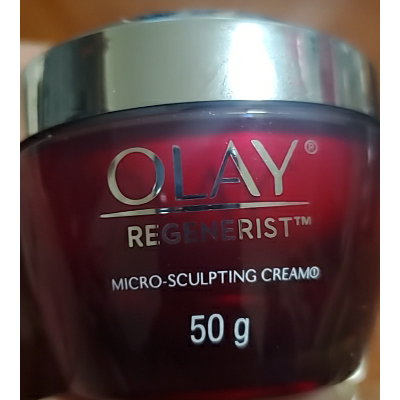 OLAY®
REGENERIST™
MICRO-SCULPTING CREAM
50 g